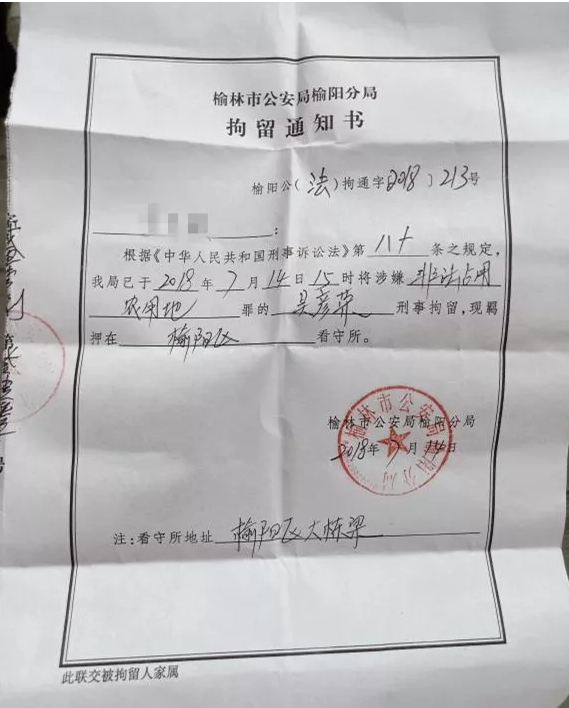 榆林市公安局榆阳分局
拘留通知书
榆阳公（法）拘通字〔2018〕213号
：
根据《中华人民共和国刑事诉讼法》第八十条之规定，
我局已于2018年7月14日15时将涉嫌非法占用
农用地罪的吴彦荣刑事拘留，现羁
押在榆阳区看守所。
榆林市公安局榆阳分局
2018年7月14日
注：看守所地址榆阳区大栋梁
此联交被拘留人家属